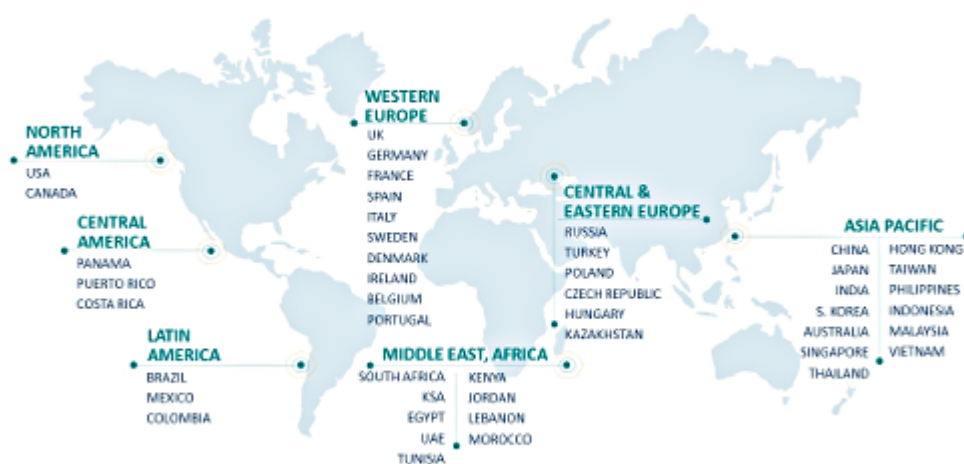 NORTH
AMERICA
USA
CANADA
CENTRAL
AMERICA
PANAMA
PUERTO RICO
COSTA RICA
LATIN
AMERICA
BRAZIL
MEXICO
COLOMBIA
WESTERN
EUROPE
UK
GERMANY
FRANCE
SPAIN
ITALY
SWEDEN
DENMARK
IRELAND
BELGIUM
PORTUGAL
MIDDLE EAST, AFRICA
SOUTH AFRICA
KSA
EGYPT
UAE
TUNISIA
KENYA
JORDAN
LEBANON
MOROCCO
CENTRAL &
EASTERN EUROPE
RUSSIA
TURKEY
POLAND
CZECH REPUBLIC
HUNGARY
KAZAKHSTAN
ASIA PACIFIC
CHINA
JAPAN
INDIA
S. KOREA
AUSTRALIA
SINGAPORE
THAILAND
HONG KONG
TAIWAN
PHILIPPINES
INDONESIA
MALAYSIA
VIETNAM